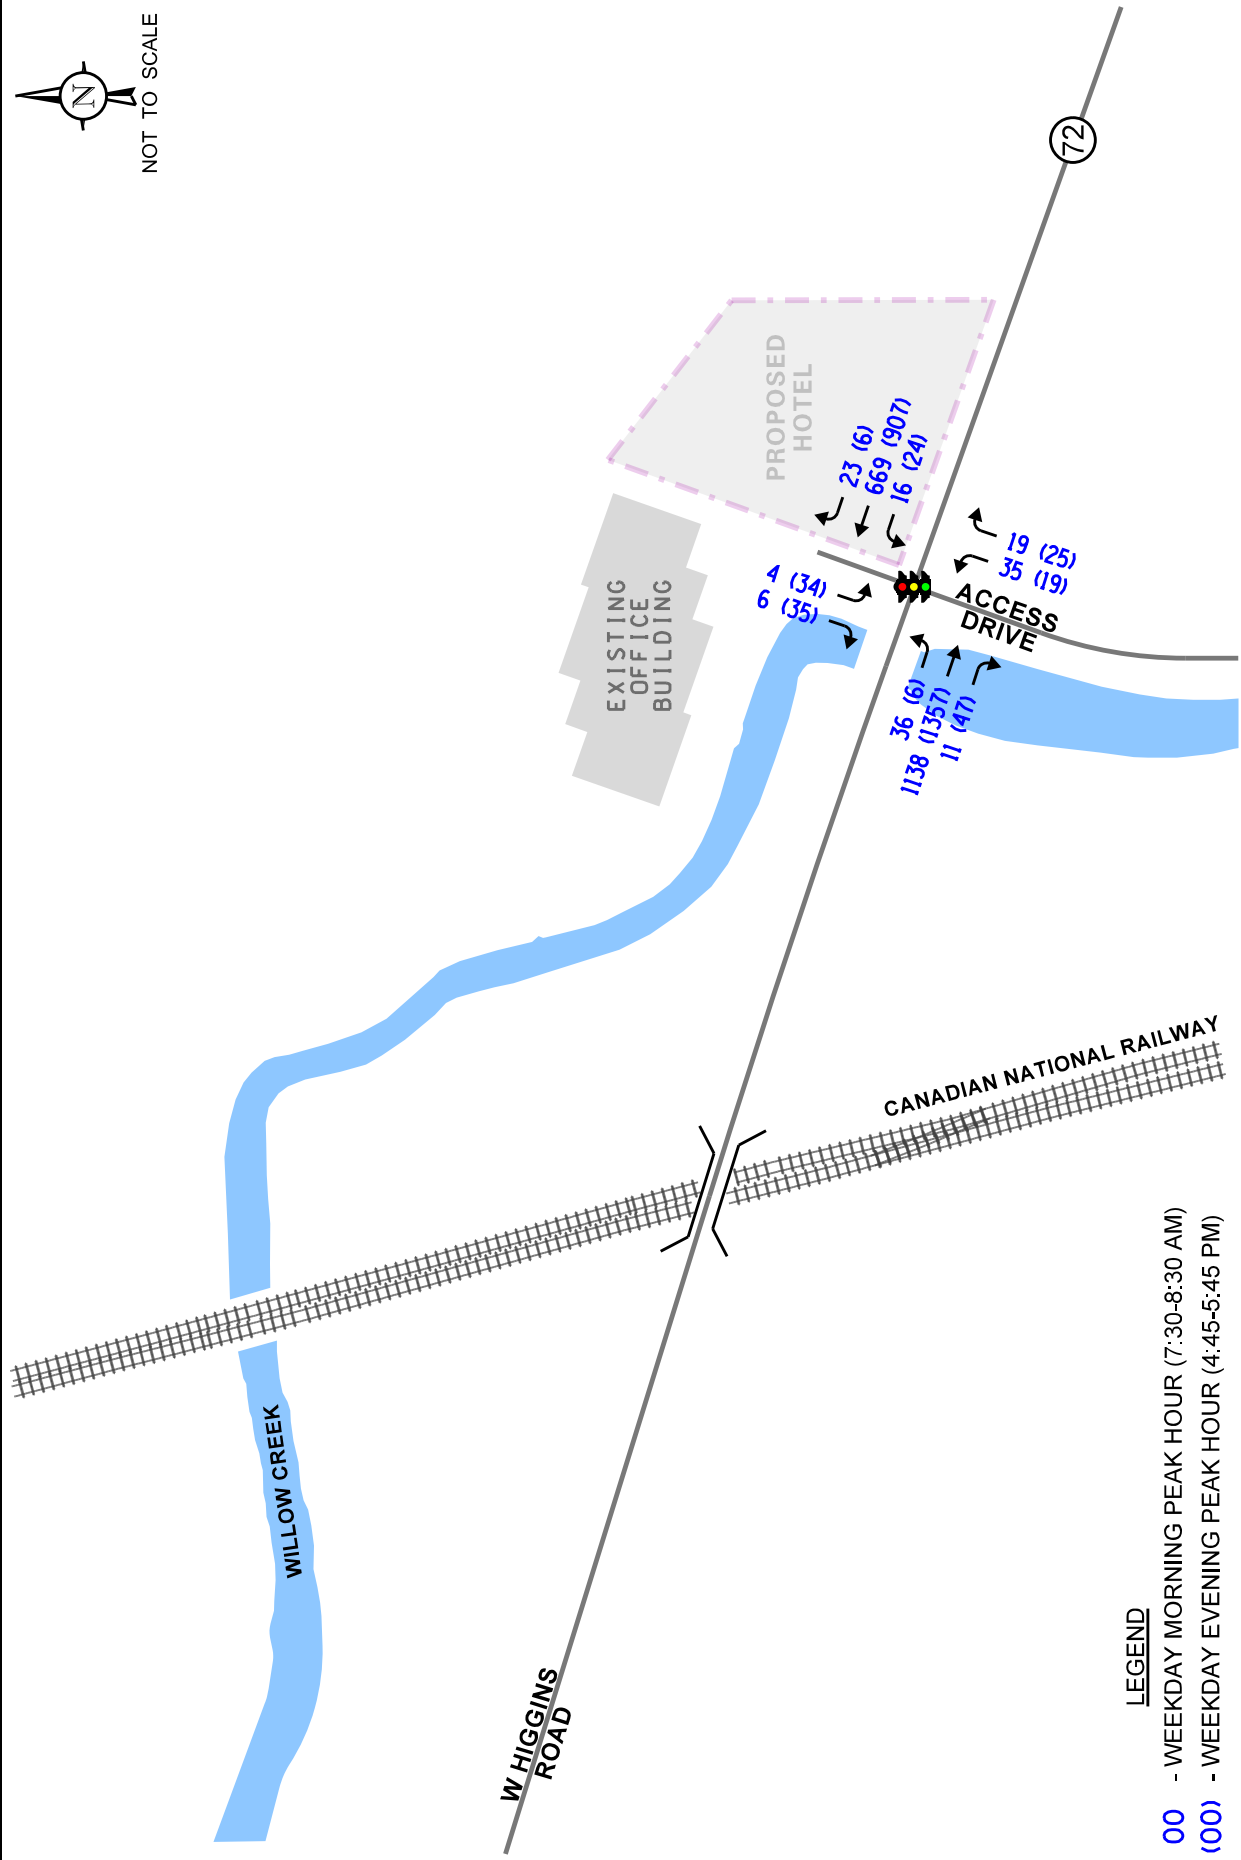 N
NOT TO SCALE
72
PROPOSED
HOTEL
EXISTING
OFFICE
BUILDING
23 (6)
669 (907)
16 (24)
4 (34)
6 (35)
19 (25)
35 (19)
ACCESS
DRIVE
36 (6)
1138 (1357)
11 (47)
CANADIAN NATIONAL RAILWAY
WILLOW CREEK
W HIGGINS
ROAD
LEGEND
00 - WEEKDAY MORNING PEAK HOUR (7:30-8:30 AM)
(00) - WEEKDAY EVENING PEAK HOUR (4:45-5:45 PM)